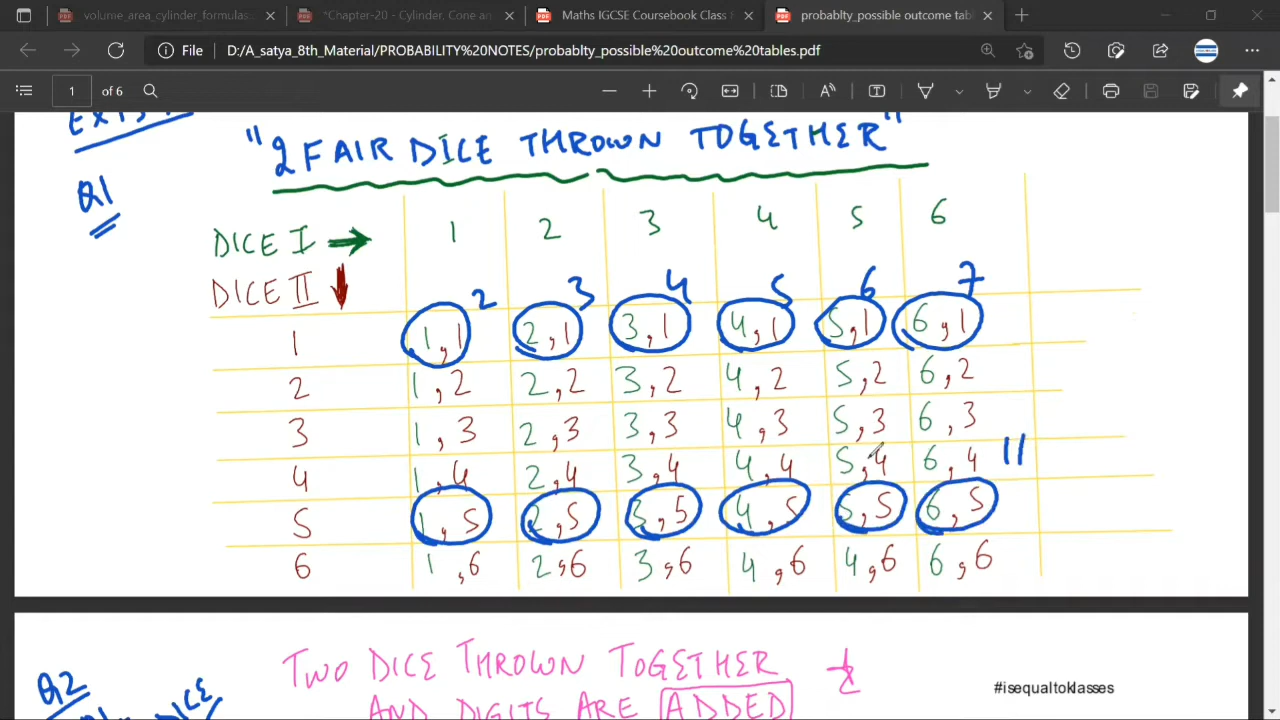 volume_area_cylinder_formulas
"Chapter-20 - Cylinder, Cone an
Maths IGCSE Coursebook Class
probablty_possible outcome tab
File D:/A_satya_8th_Material/PROBABILITY%20NOTES/probablty_possible%20outcome%20tables.pdf
1 of 6
"2 FAIR DICE THROWN TOGETHER"
Q1
DICE I → 1 2 3 4 5 6
DICE II ↓ 2 3 4 5 6 7
1 1,1 2,1 3,1 4,1 5,1 6,1
2 1,2 2,2 3,2 4,2 5,2 6,2
3 1,3 2,3 3,3 4,3 5,3 6,3
4 1,4 2,4 3,4 4,4 5,4 6,4 11
5 1,5 2,5 3,5 4,5 5,5 6,5
6 1,6 2,6 3,6 4,6 4,6 6,6
Q2
TWO DICE THROWN TOGETHER
DICE
AND DIGITS ARE ADDED
#isequaltoklasses